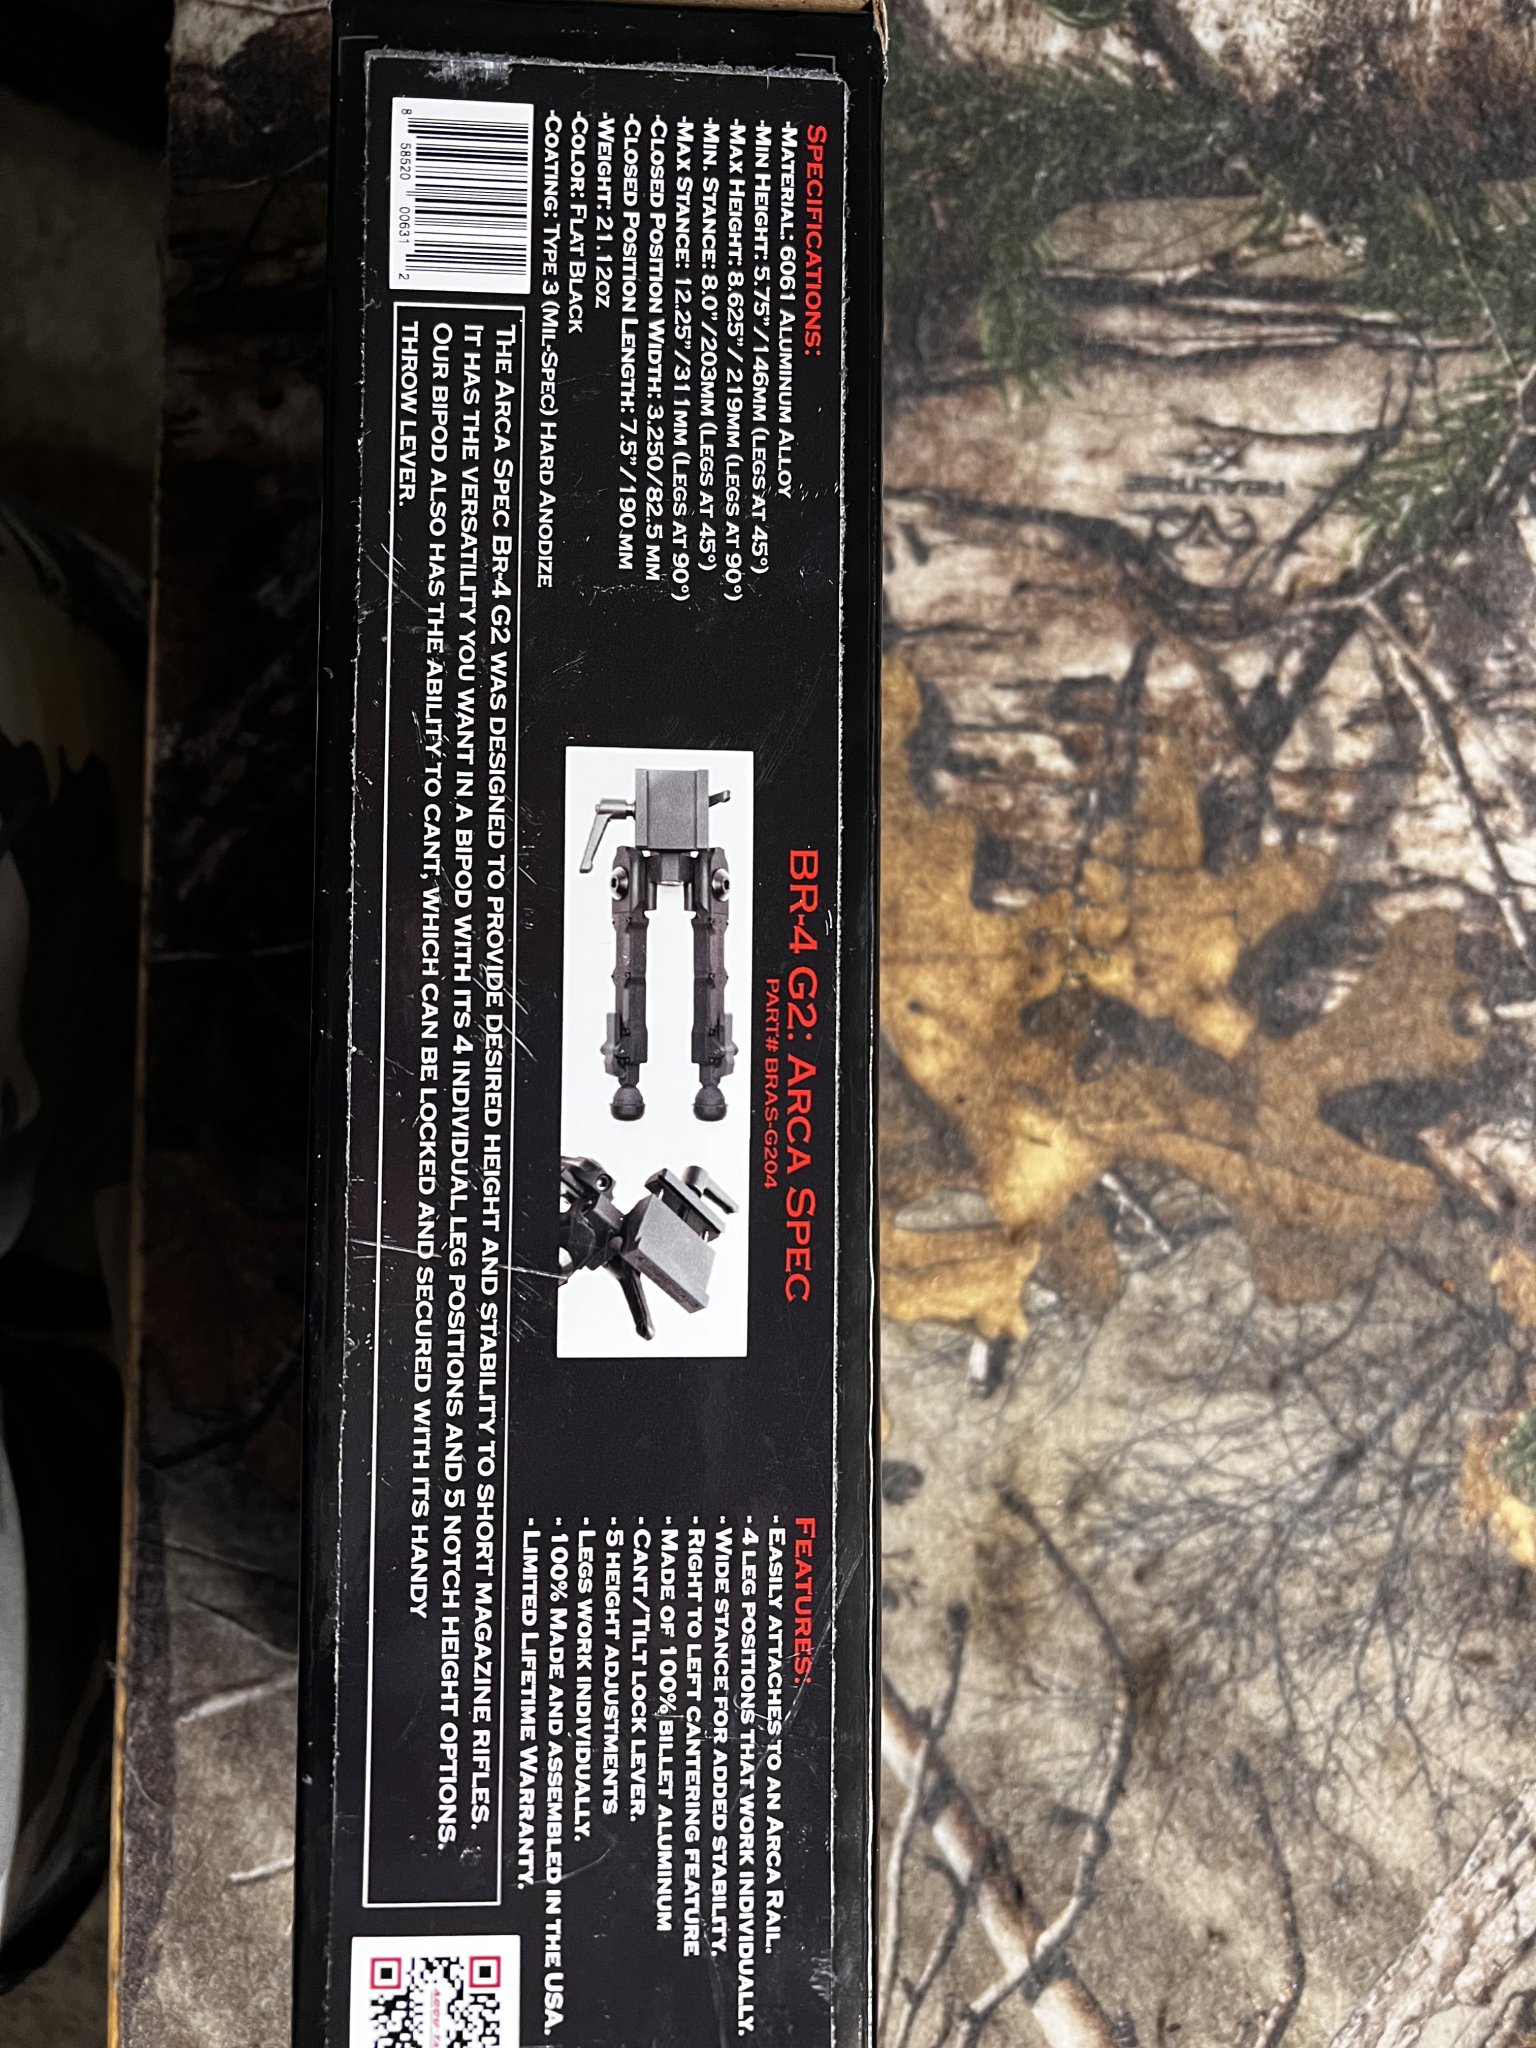 Specifications:
-Material: 6061 Aluminum Alloy
-Min Height: 5.75"/146mm (legs at 45°)
-Max Height: 8.625"/219mm (legs at 90°)
-Min. Stance: 8.0"/203mm (legs at 45°)
-Max Stance: 12.25"/311mm (legs at 90°)
-Closed Position Width: 3.250/82.5 mm
-Closed Position Length: 7.5"/190mm
-Weight: 21.12oz
-Color: Flat Black
-Coating: Type 3 (Mil-Spec) Hard Anodize
8 58520 00631 2
BR-4 G2: Arca Spec
PART# BRAS-G204
Features:
- Easily attaches to an Arca Rail.
- 4 leg positions that work individually.
- Wide stance for added stability.
- Right to left cantering feature
- Made of 100% billet aluminum
- Cant/Tilt lock lever.
- 5 height adjustments
- Legs work individually.
- 100% Made and assembled in the USA.
- Limited Lifetime Warranty.
The Arca Spec Br-4 G2 was designed to provide desired height and stability to short magazine rifles.
It has the versatility you want in a bipod with its 4 individual leg positions and 5 notch height options.
Our bipod also has the ability to cant, which can be locked and secured with its handy
throw lever.
REALTREE